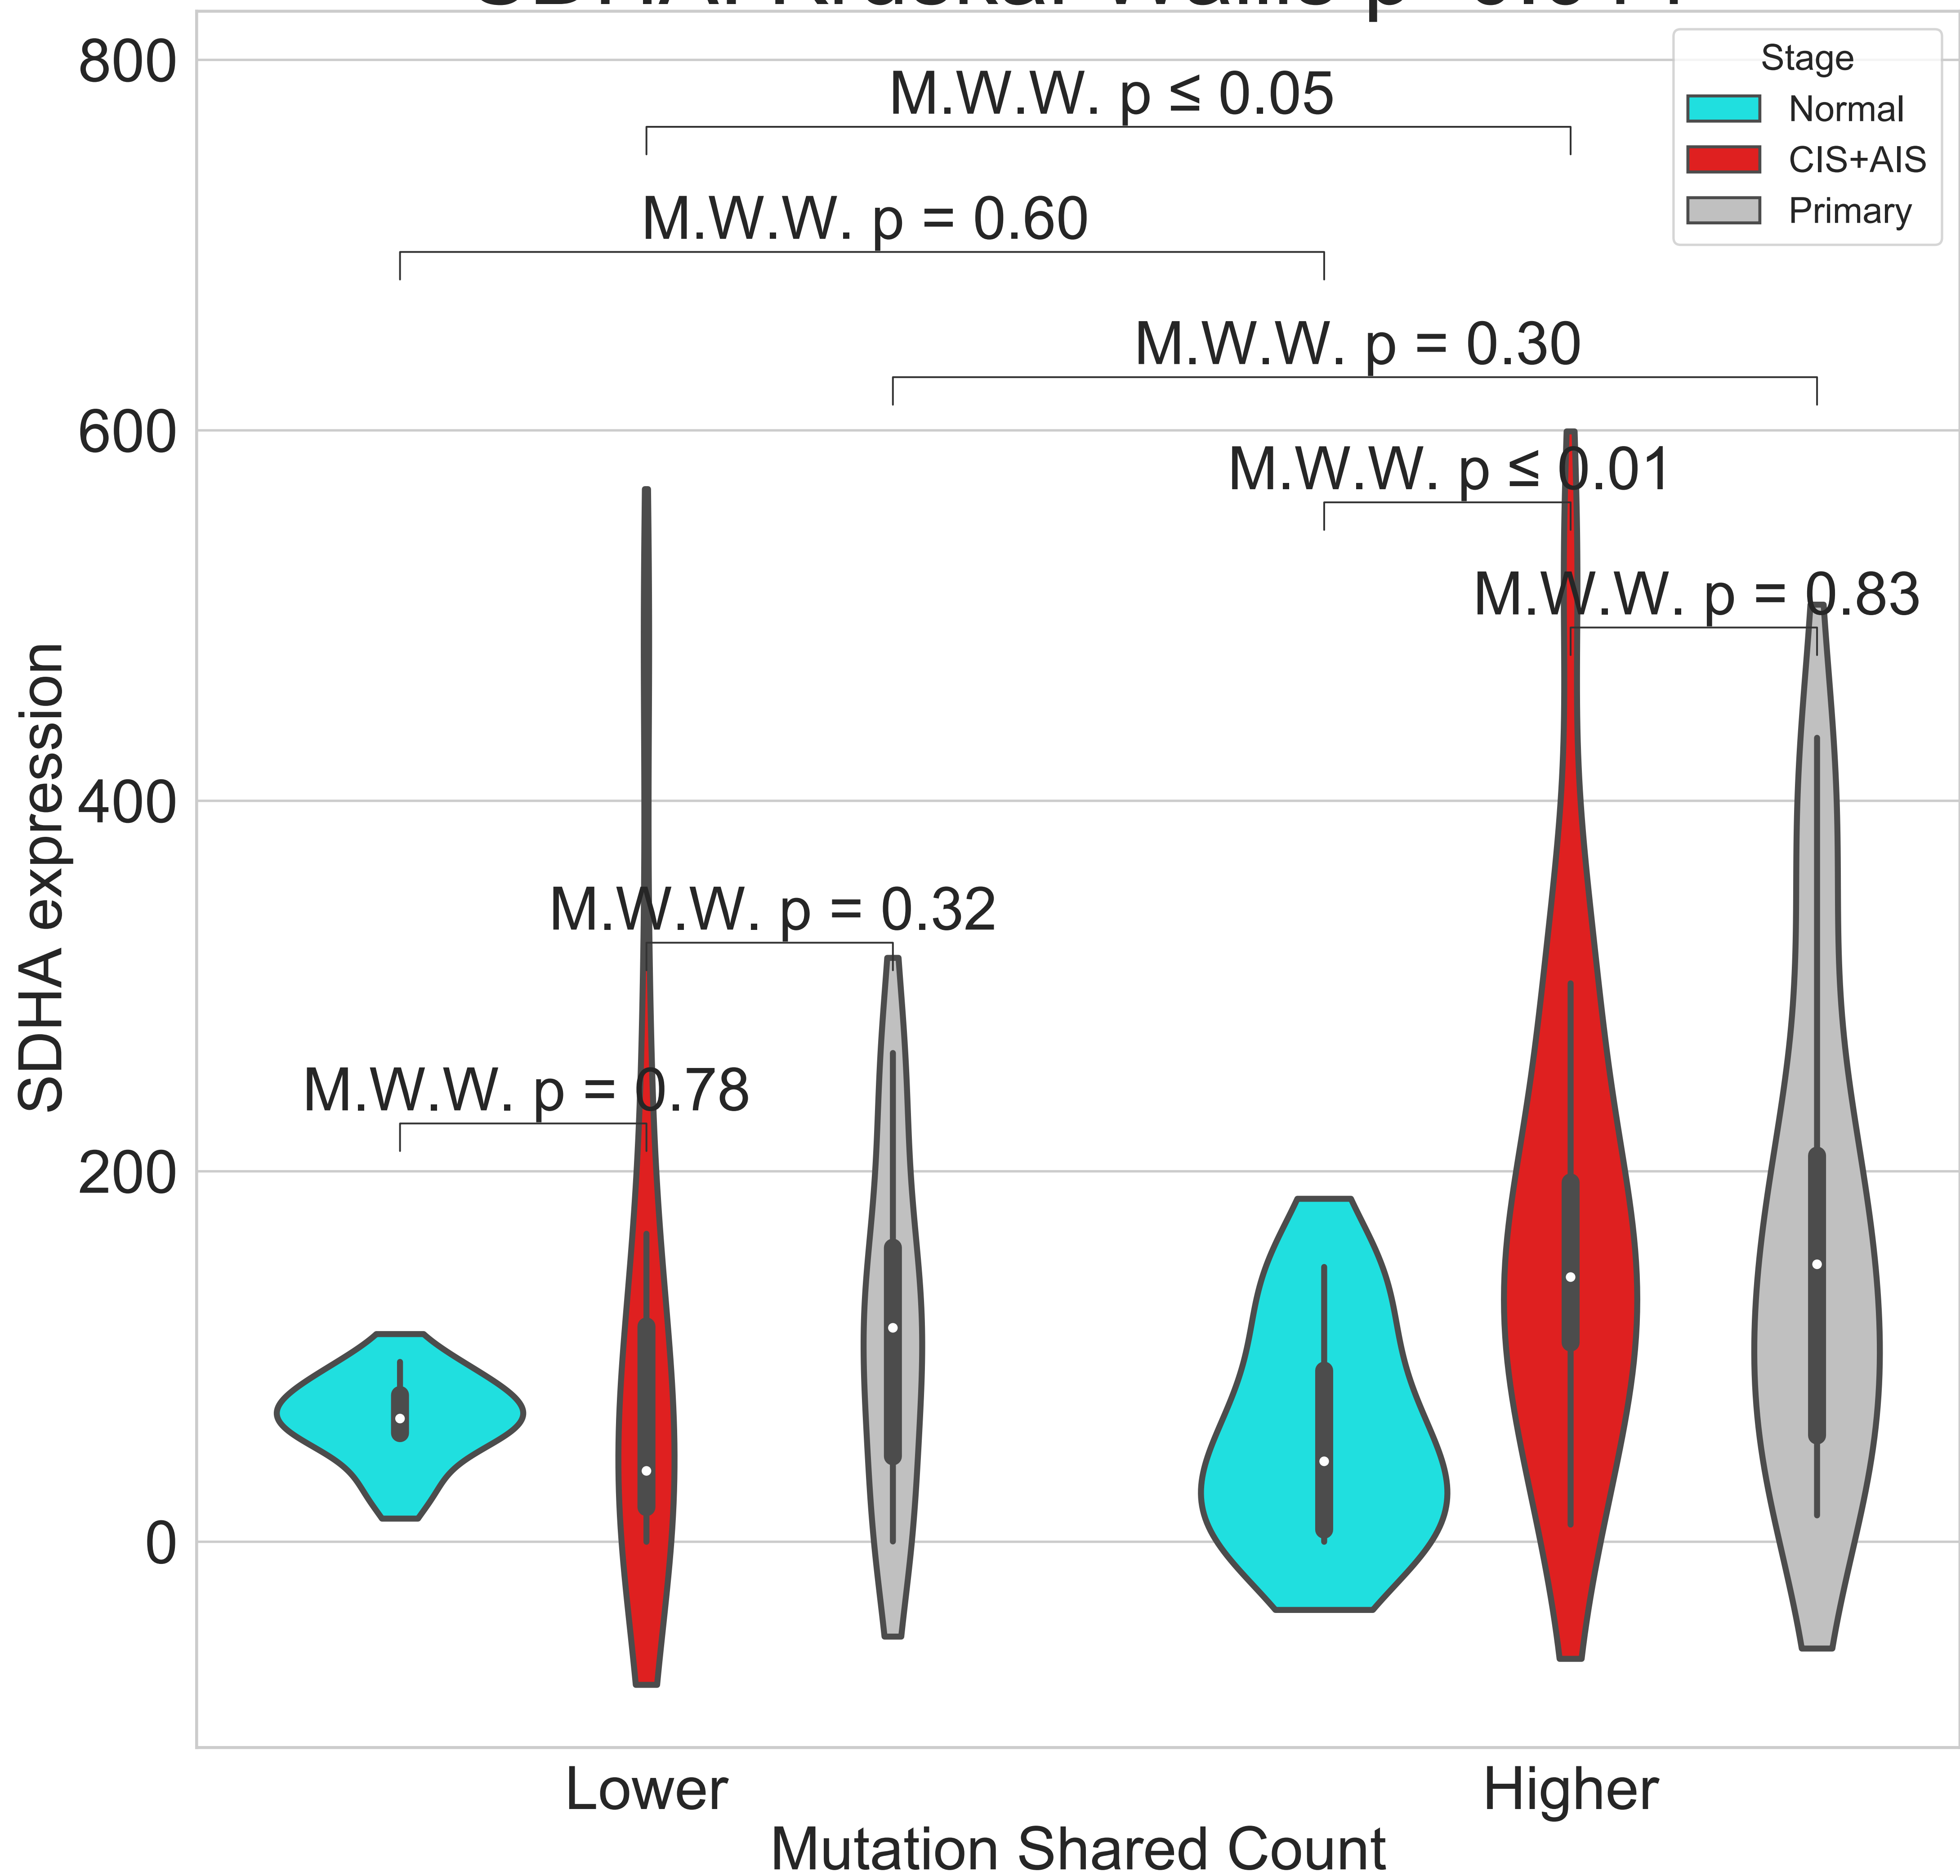 800
600
400
200
0
SDHA expression
M.W.W. p ≤ 0.05
M.W.W. p = 0.60
M.W.W. p = 0.30
M.W.W. p ≤ 0.01
M.W.W. p = 0.83
M.W.W. p = 0.32
M.W.W. p = 0.78
Stage
Normal
CIS+AIS
Primary
Lower
Higher
Mutation Shared Count